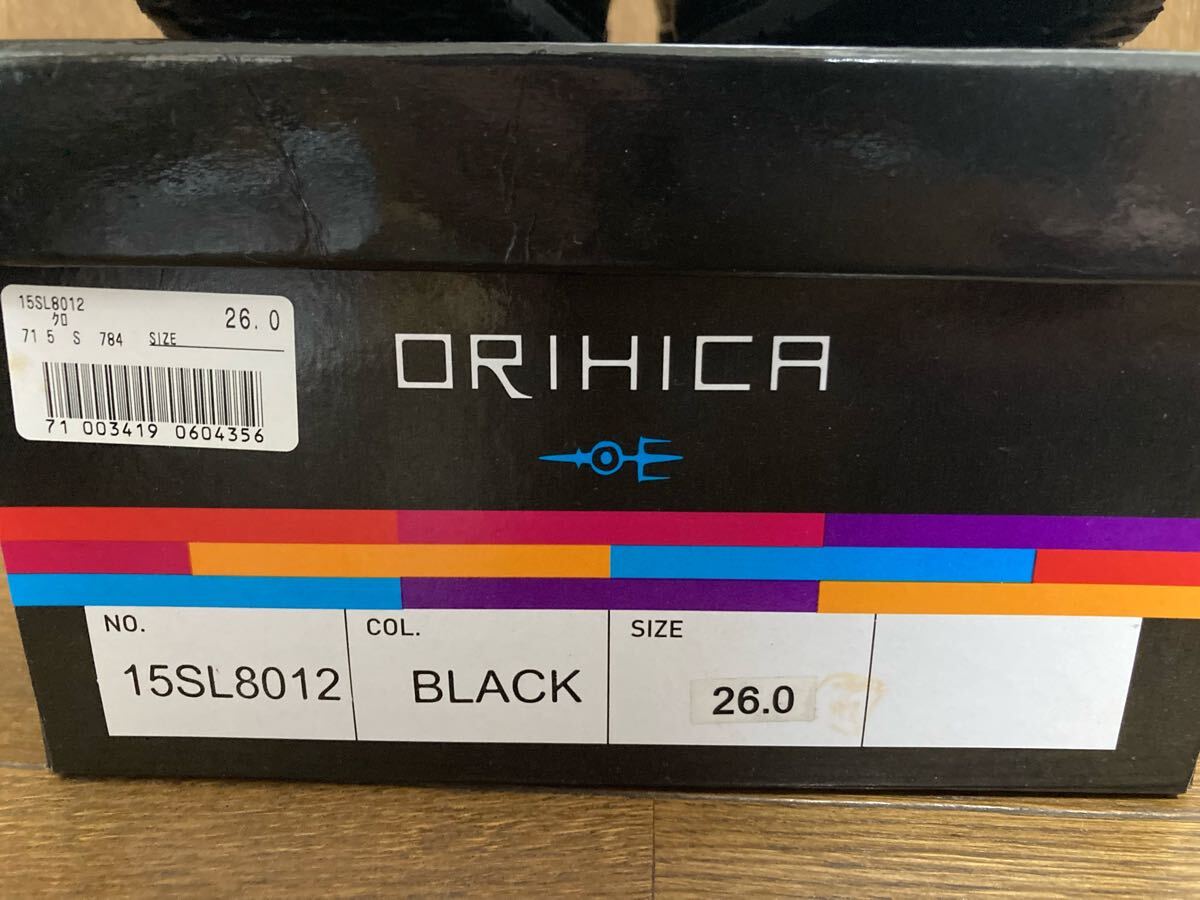 15SL8012
クロ
26.0
71 5 S 784 SIZE
71 003419 0604356
ORIHICA
NO.
15SL8012
COL.
BLACK
SIZE
26.0